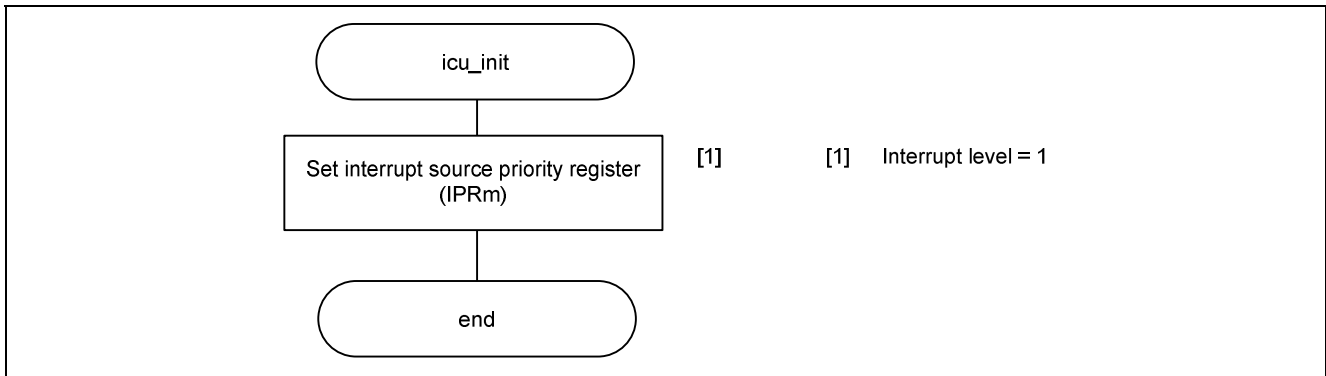 icu_init
Set interrupt source priority register
(IPRm)
[1]
[1] Interrupt level = 1
end